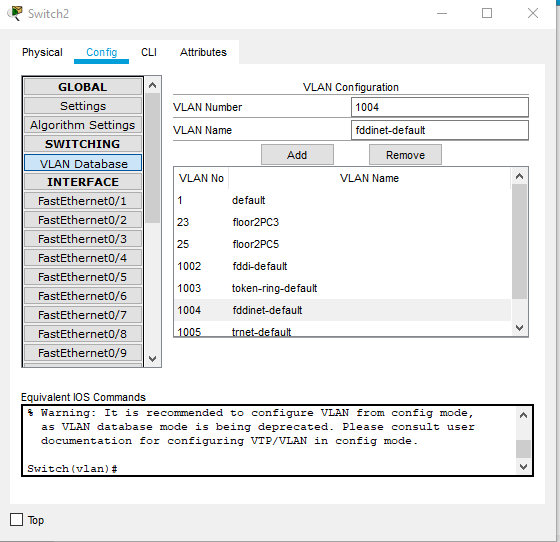 Switch2
Physical Config CLI Attributes
GLOBAL
Settings
Algorithm Settings
SWITCHING
VLAN Database
INTERFACE
FastEthernet0/1
FastEthernet0/2
FastEthernet0/3
FastEthernet0/4
FastEthernet0/5
FastEthernet0/6
FastEthernet0/7
FastEthernet0/8
FastEthernet0/9
VLAN Configuration
VLAN Number 1004
VLAN Name fddinet-default
Add Remove
VLAN No VLAN Name
1 default
23 floor2PC3
25 floor2PC5
1002 fddi-default
1003 token-ring-default
1004 fddinet-default
1005 trnet-default
Equivalent IOS Commands
% Warning: It is recommended to configure VLAN from config mode,
as VLAN database mode is being deprecated. Please consult user
documentation for configuring VTP/VLAN in config mode.
Switch(vlan)#
Top